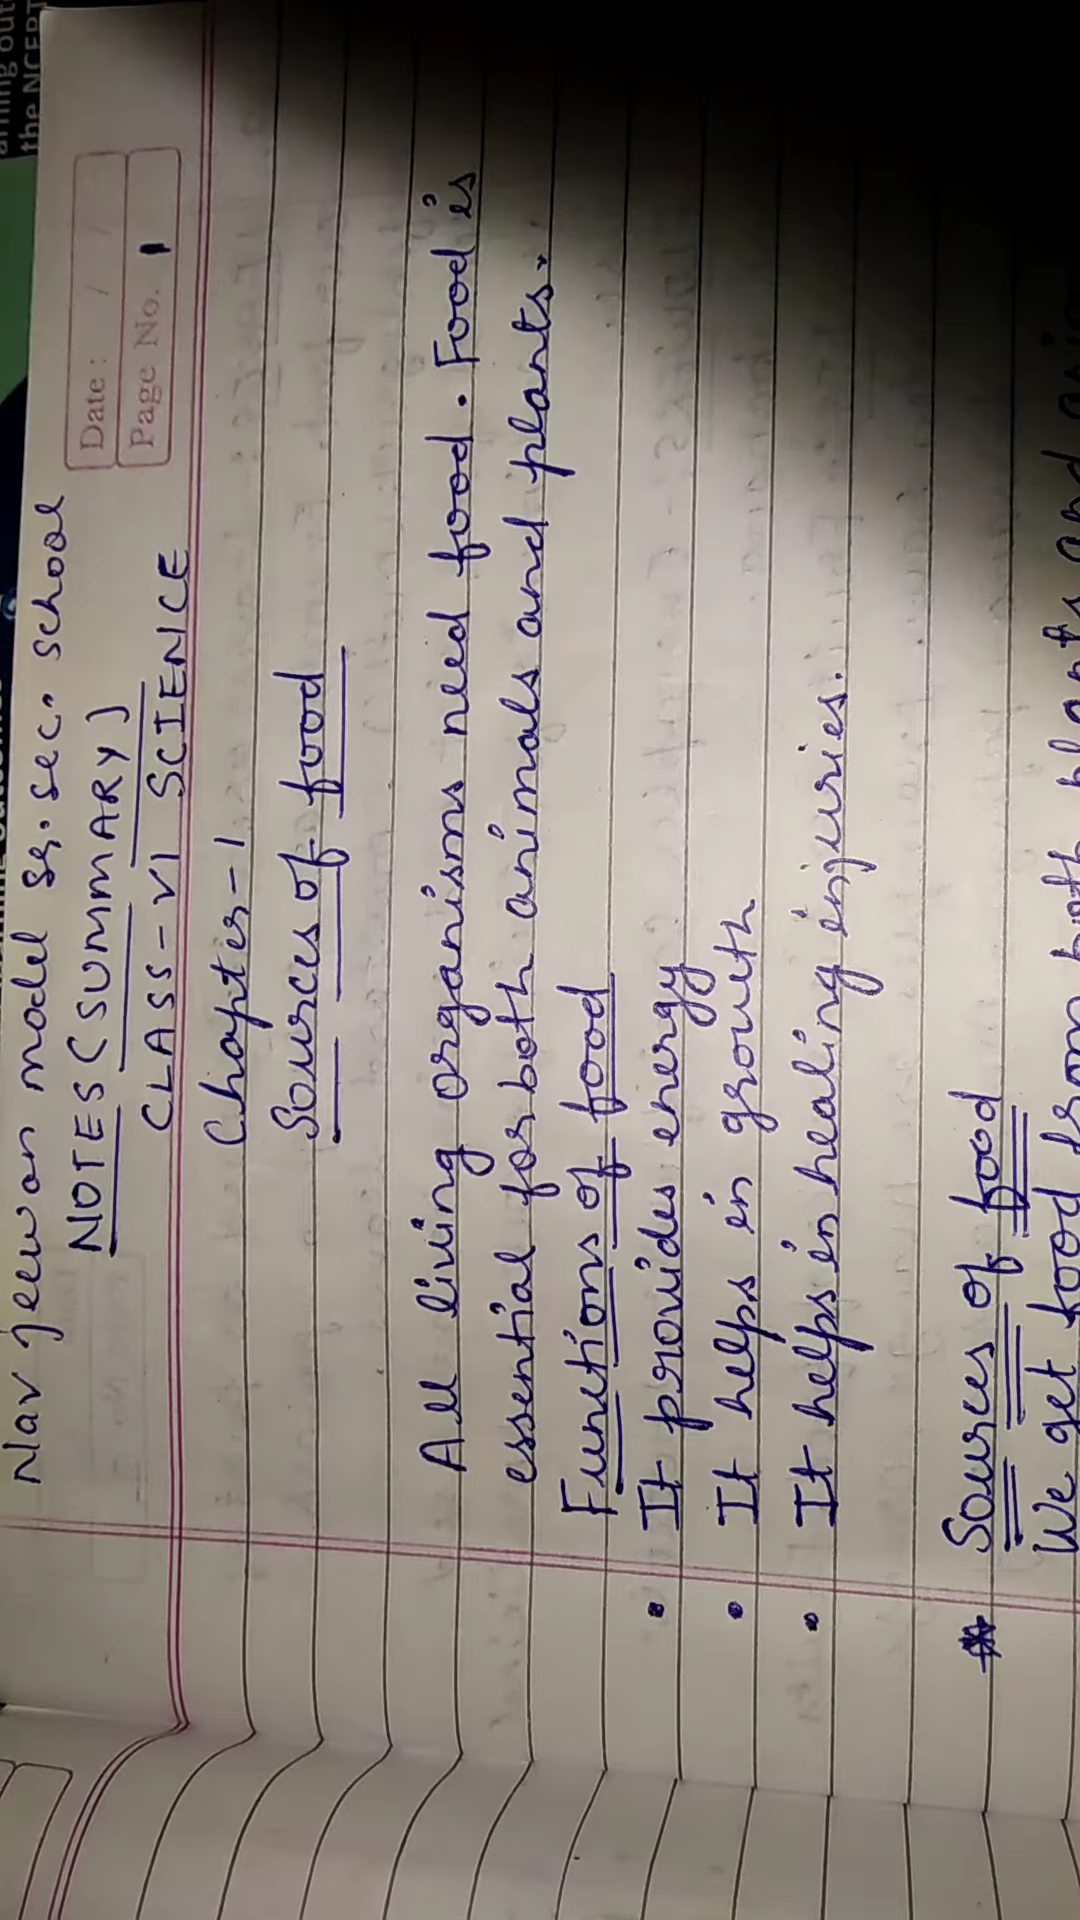 Nav jeewan model Sr. Sec. School
NOTES (SUMMARY)
Date: / /
Page No. 1
CLASS-VI SCIENCE
Chapter-1
Sources of food
All living organisms need food. Food is
essential for both animals and plants.
Functions of food
• It provides energy
• It helps in growth
• It helps in healing injuries.
* Sources of food
We get food from both plants and
the NCERT